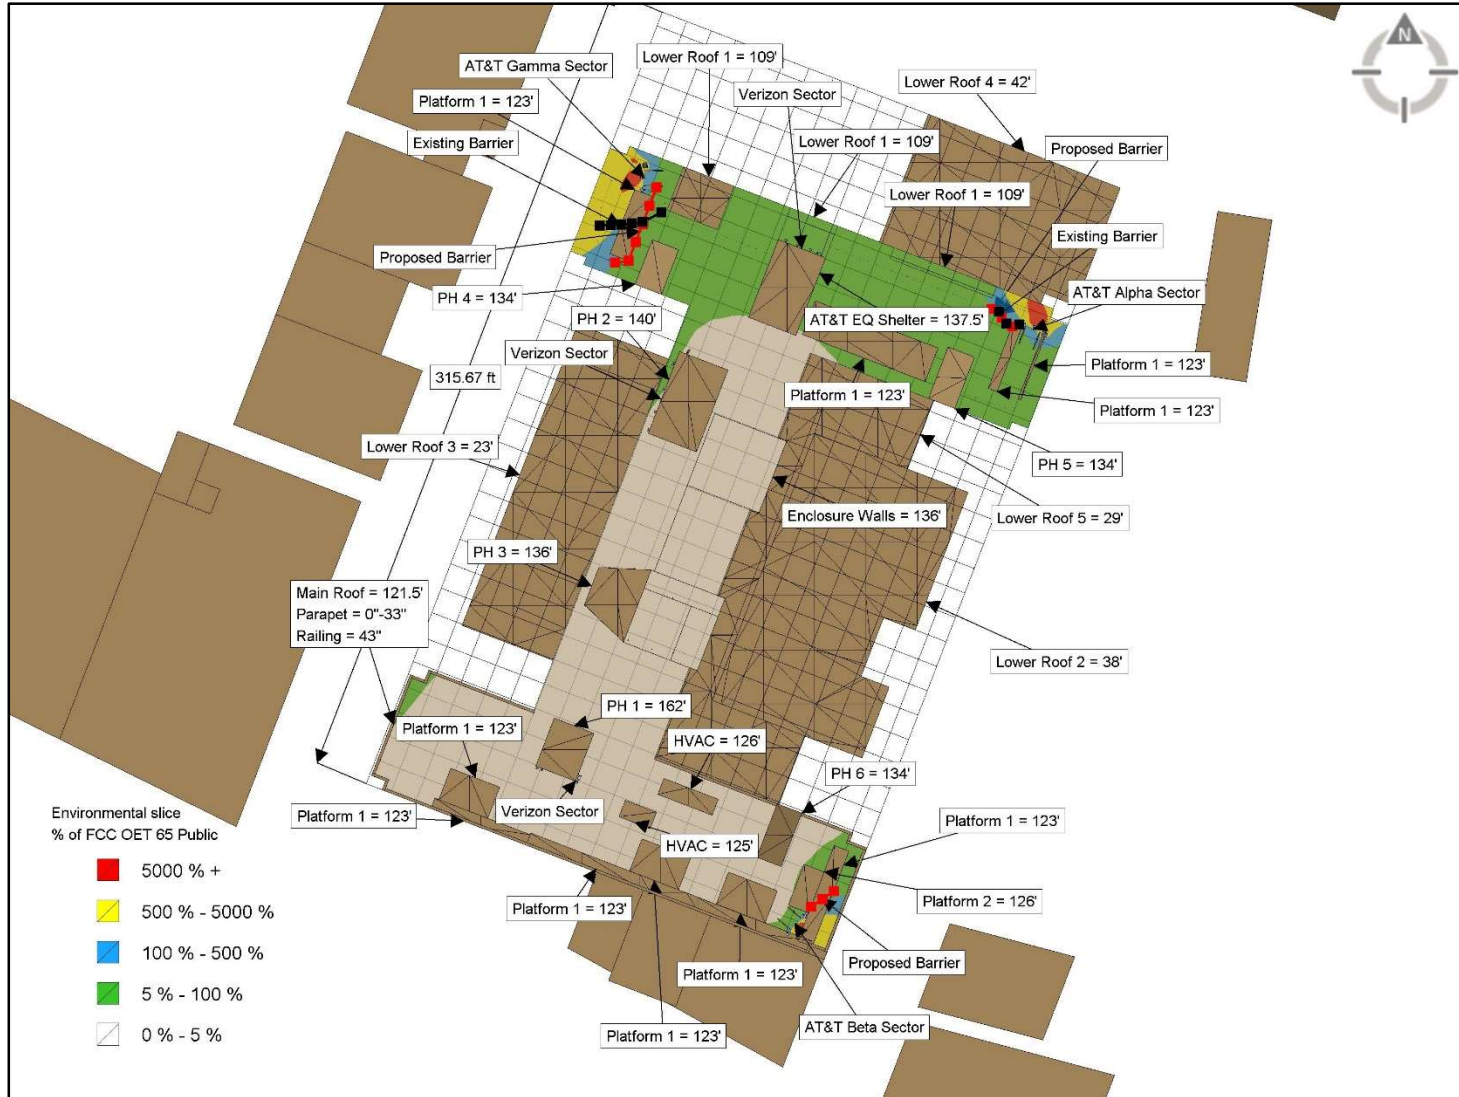 N
Lower Roof 1 = 109'
AT&T Gamma Sector
Verizon Sector
Lower Roof 4 = 42'
Platform 1 = 123'
Existing Barrier
Lower Roof 1 = 109'
Proposed Barrier
Lower Roof 1 = 109'
Existing Barrier
Proposed Barrier
PH 4 = 134'
AT&T Alpha Sector
PH 2 = 140'
AT&T EQ Shelter = 137.5'
Verizon Sector
Platform 1 = 123'
315.67 ft
Platform 1 = 123'
Platform 1 = 123'
Lower Roof 3 = 23'
PH 5 = 134'
Enclosure Walls = 136'
Lower Roof 5 = 29'
PH 3 = 136'
Main Roof = 121.5'
Parapet = 0"-33"
Railing = 43"
Lower Roof 2 = 38'
PH 1 = 162'
Platform 1 = 123'
HVAC = 126'
PH 6 = 134'
Platform 1 = 123'
Verizon Sector
Platform 1 = 123'
HVAC = 125'
Platform 1 = 123'
Platform 2 = 126'
Proposed Barrier
Platform 1 = 123'
AT&T Beta Sector
Platform 1 = 123'
Environmental slice
% of FCC OET 65 Public
5000 % +
500 % - 5000 %
100 % - 500 %
5 % - 100 %
0 % - 5 %